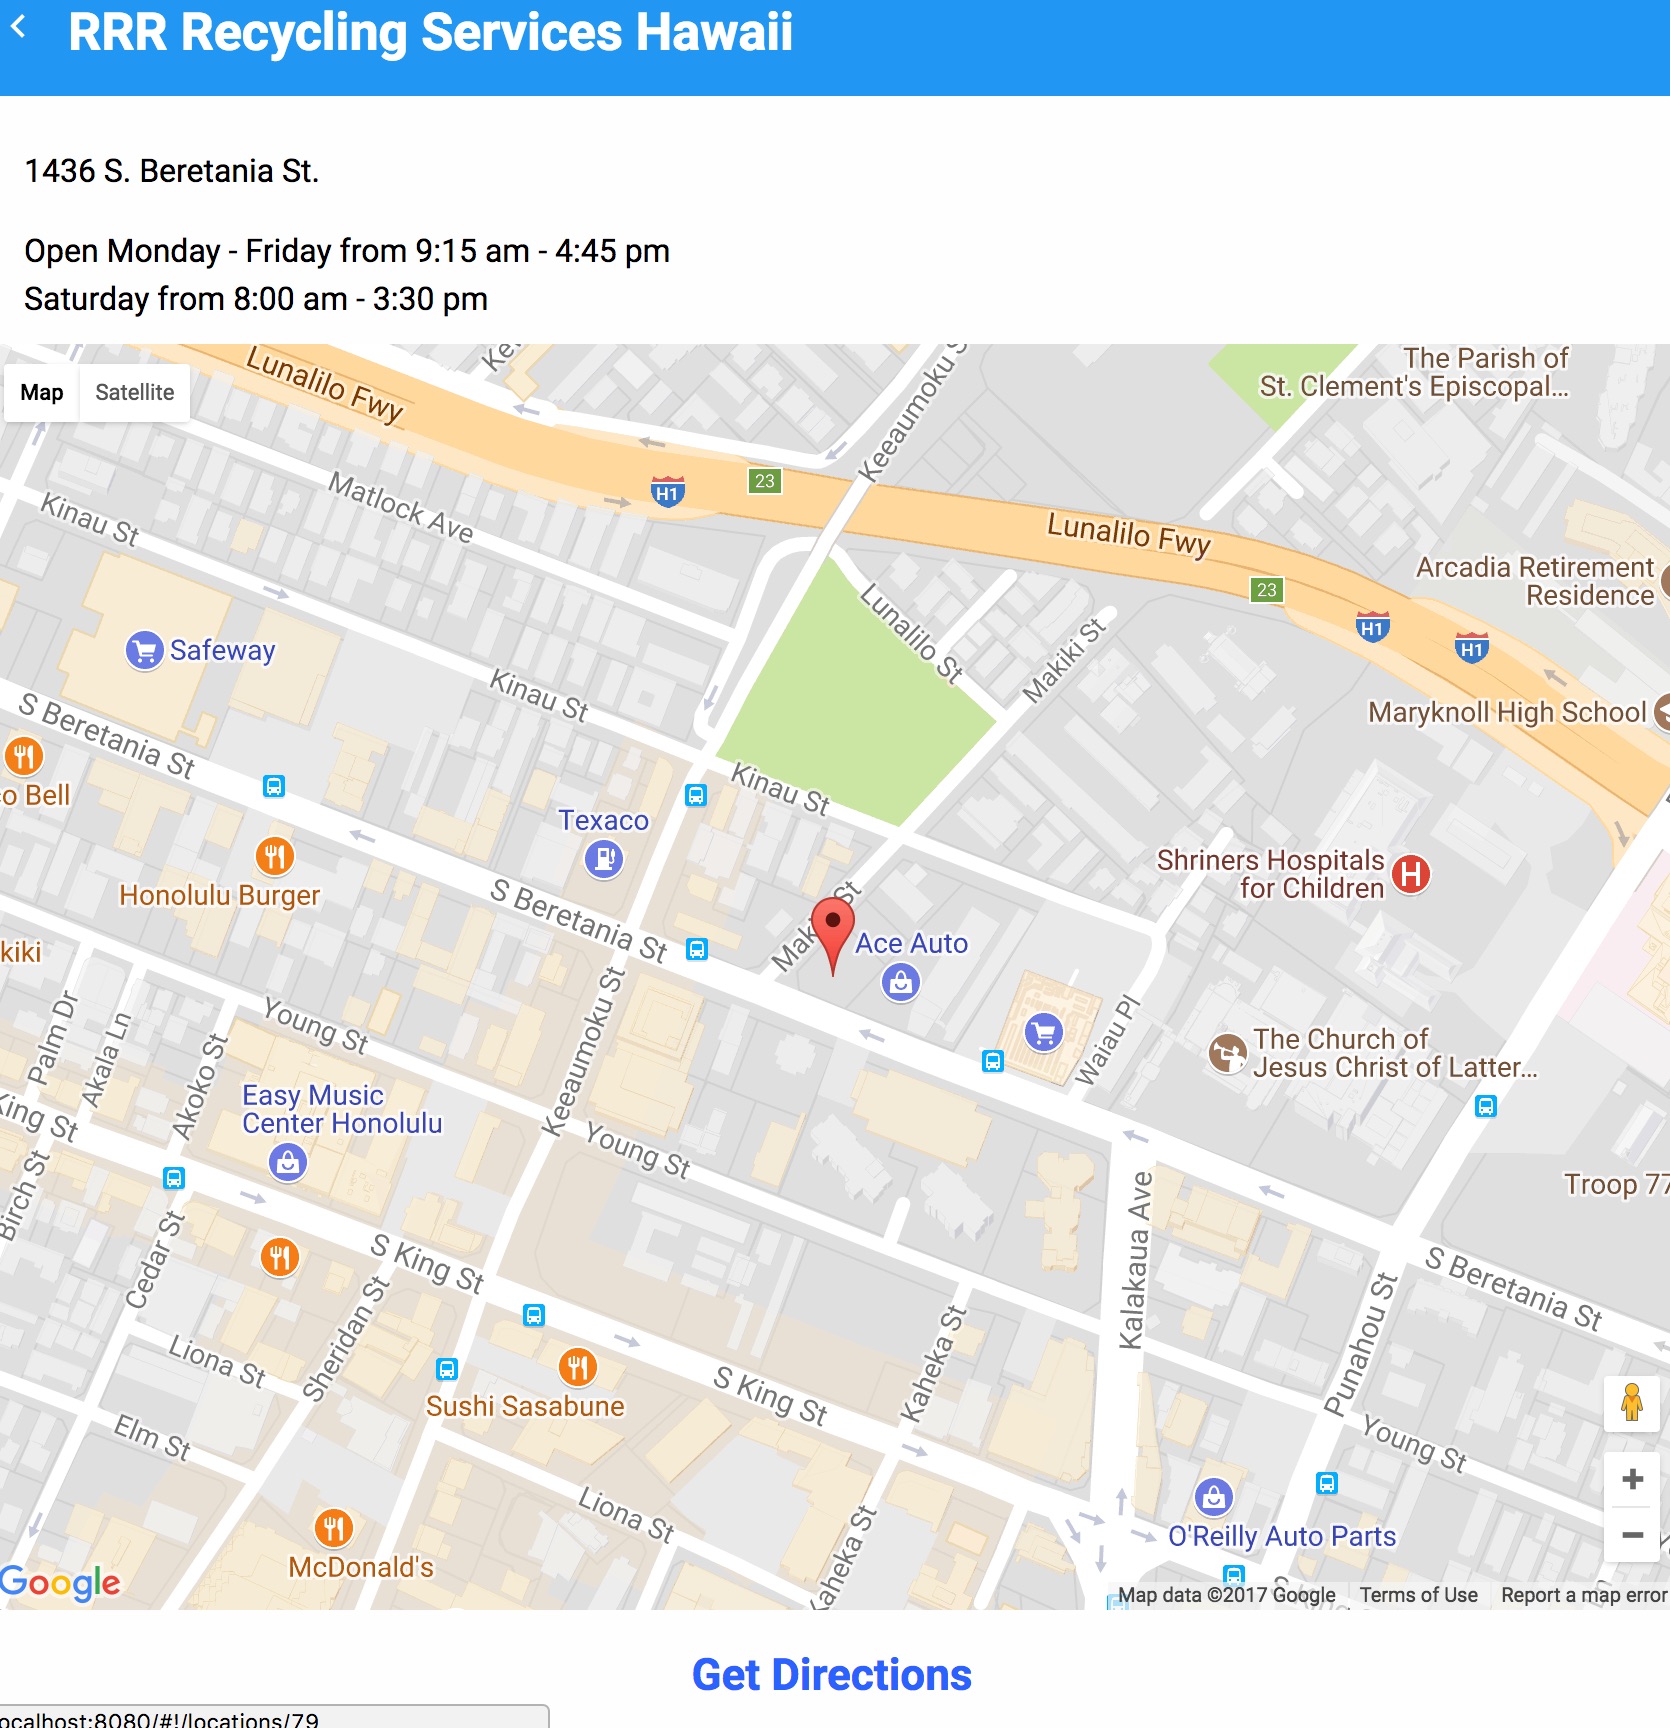 RRR Recycling Services Hawaii
1436 S. Beretania St.
Open Monday - Friday from 9:15 am - 4:45 pm
Saturday from 8:00 am - 3:30 pm
Map
Satellite
Lunalilo Fwy
Keeaumoku S
The Parish of
St. Clement's Episcopal...
H1
23
Matlock Ave
Kinau St
Lunalilo Fwy
23
H1
H1
Arcadia Retirement
Residence
Lunalilo St
Makiki St
Safeway
Kinau St
Maryknoll High School
S Beretania St
Kinau St
co Bell
Texaco
Honolulu Burger
S Beretania St
Shriners Hospitals
for Children
H
kiki
Ace Auto
Palm Dr
Akala Ln
Akoko St
Young St
Keeaumoku St
Waiau Pl
The Church of
Jesus Christ of Latter...
King St
Easy Music
Center Honolulu
Young St
Birch St
Troop 77
Cedar St
S King St
Kalakaua Ave
S Beretania St
Sheridan St
Liona St
Sushi Sasabune
S King St
Kaheka St
Punahou St
Young St
Elm St
Liona St
Kaheka St
McDonald's
O'Reilly Auto Parts
+
−
Google
Map data ©2017 Google
Terms of Use
Report a map error
Get Directions
ocalhost:8080/#!/locations/79